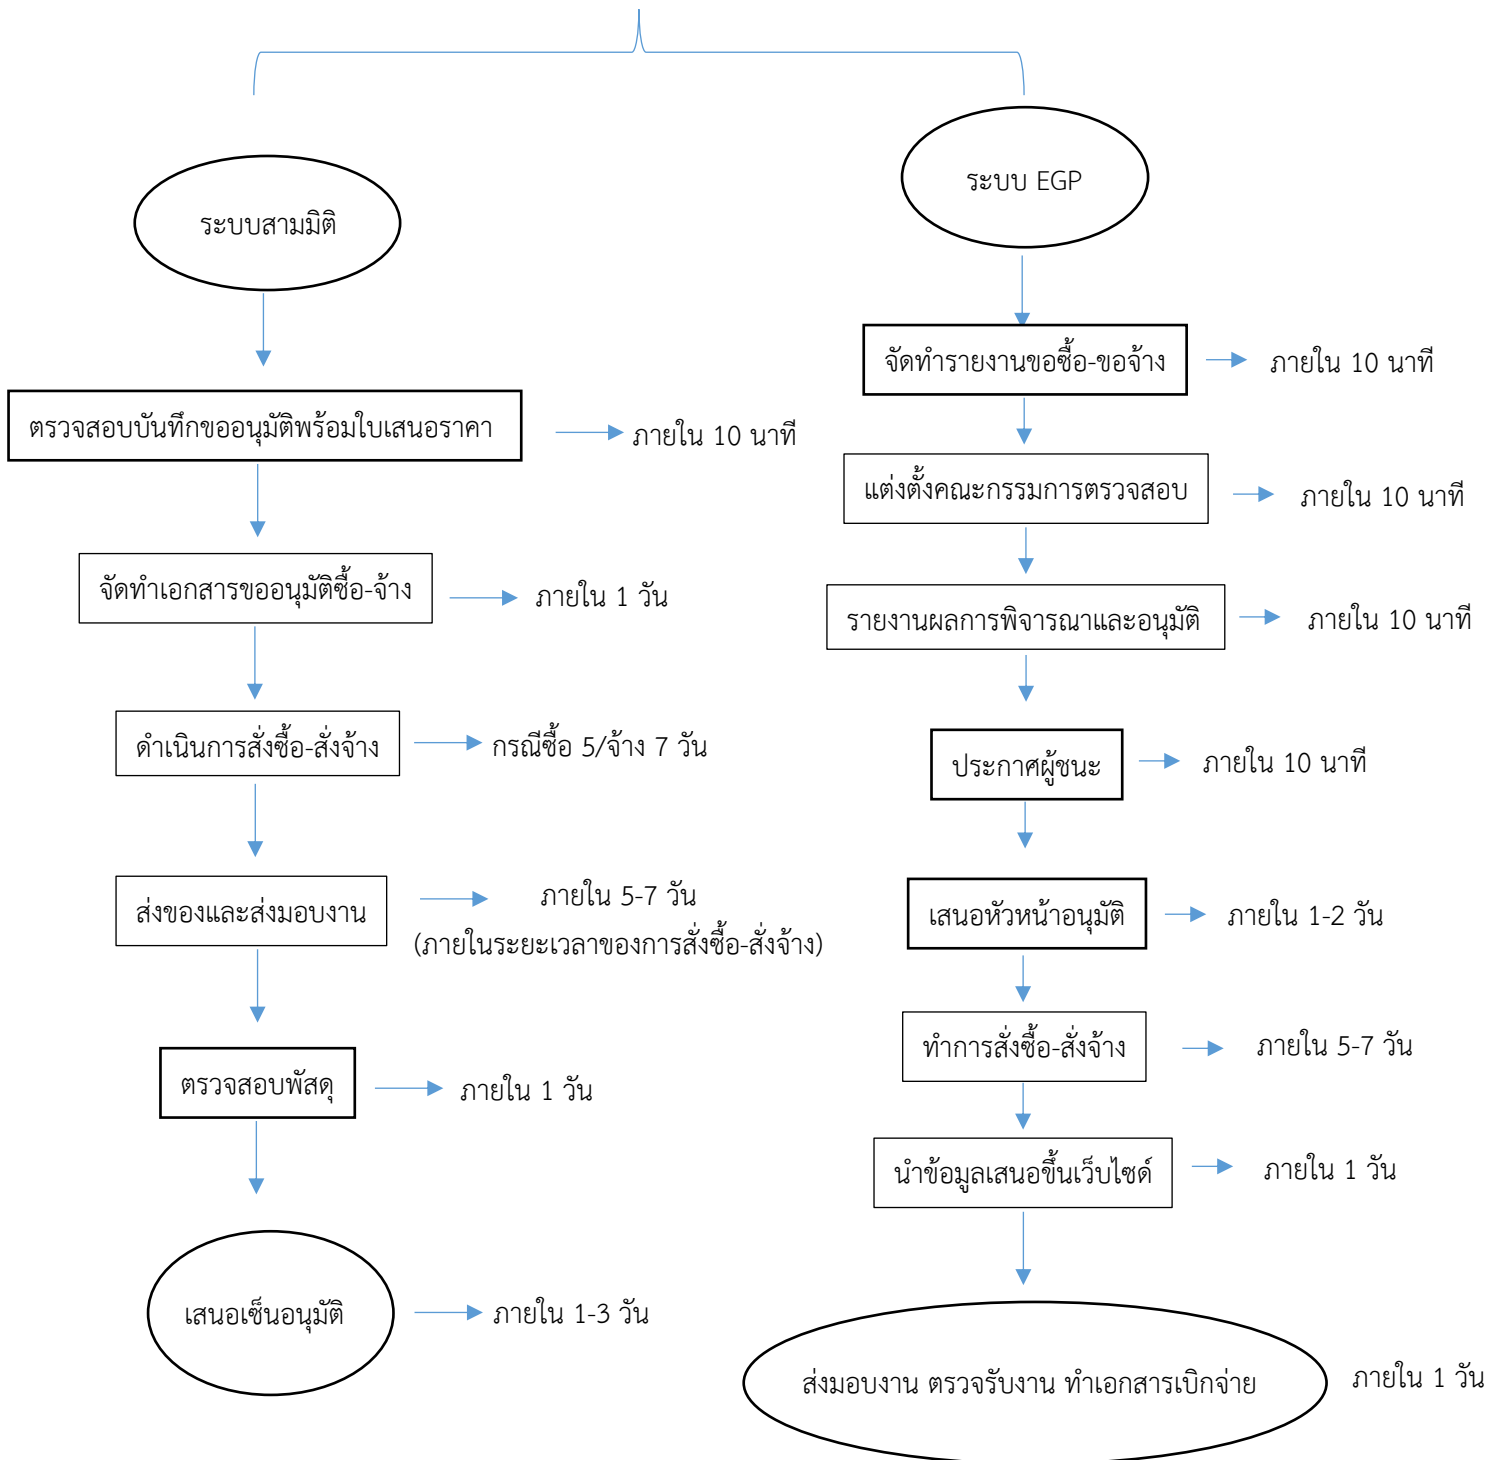 ระบบสามมิติ
ตรวจสอบบันทึกขออนุมัติพร้อมใบเสนอราคา
ภายใน 10 นาที
จัดทำเอกสารขออนุมัติซื้อ-จ้าง
ภายใน 1 วัน
ดำเนินการสั่งซื้อ-สั่งจ้าง
กรณีซื้อ 5/จ้าง 7 วัน
ส่งของและส่งมอบงาน
ภายใน 5-7 วัน
(ภายในระยะเวลาของการสั่งซื้อ-สั่งจ้าง)
ตรวจสอบพัสดุ
ภายใน 1 วัน
เสนอเซ็นอนุมัติ
ภายใน 1-3 วัน
ระบบ EGP
จัดทำรายงานขอซื้อ-ขอจ้าง
ภายใน 10 นาที
แต่งตั้งคณะกรรมการตรวจสอบ
ภายใน 10 นาที
รายงานผลการพิจารณาและอนุมัติ
ภายใน 10 นาที
ประกาศผู้ชนะ
ภายใน 10 นาที
เสนอหัวหน้าอนุมัติ
ภายใน 1-2 วัน
ทำการสั่งซื้อ-สั่งจ้าง
ภายใน 5-7 วัน
นำข้อมูลเสนอขึ้นเว็บไซด์
ภายใน 1 วัน
ส่งมอบงาน ตรวจรับงาน ทำเอกสารเบิกจ่าย
ภายใน 1 วัน